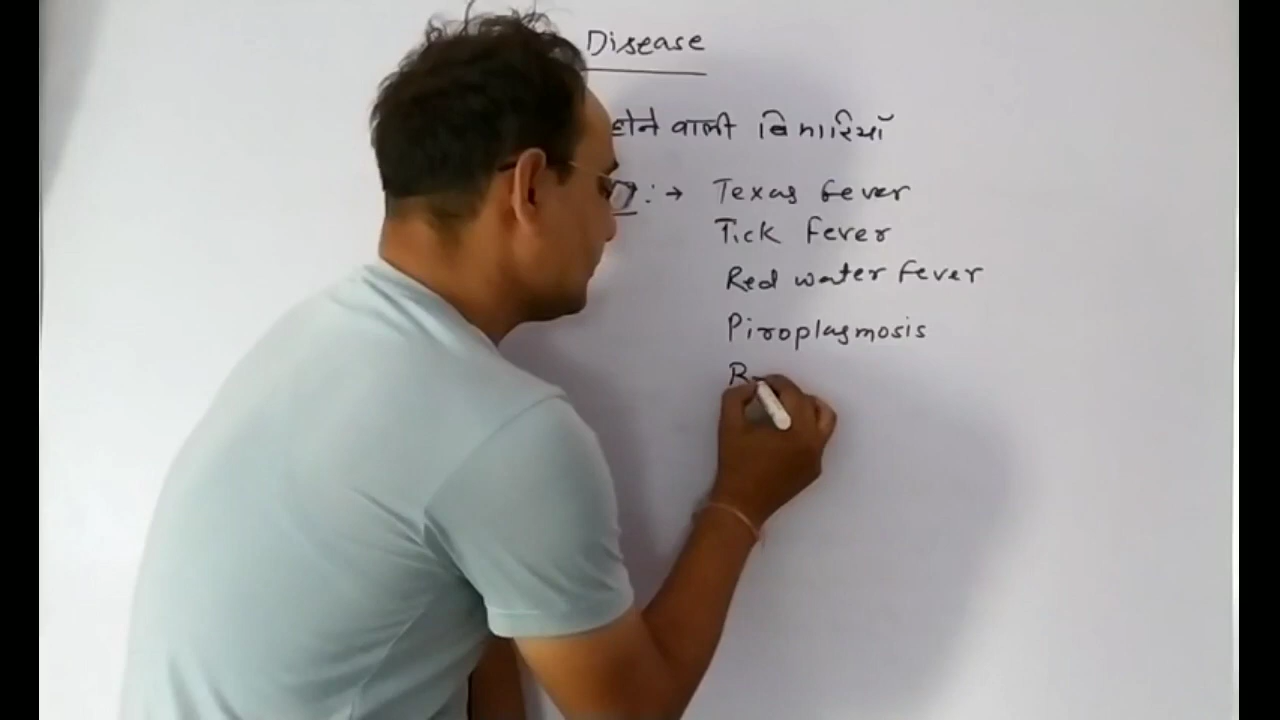 Disease
होने वाली बिमारियाँ
:→ Texas fever
Tick fever
Red water fever
Piroplasmosis
B